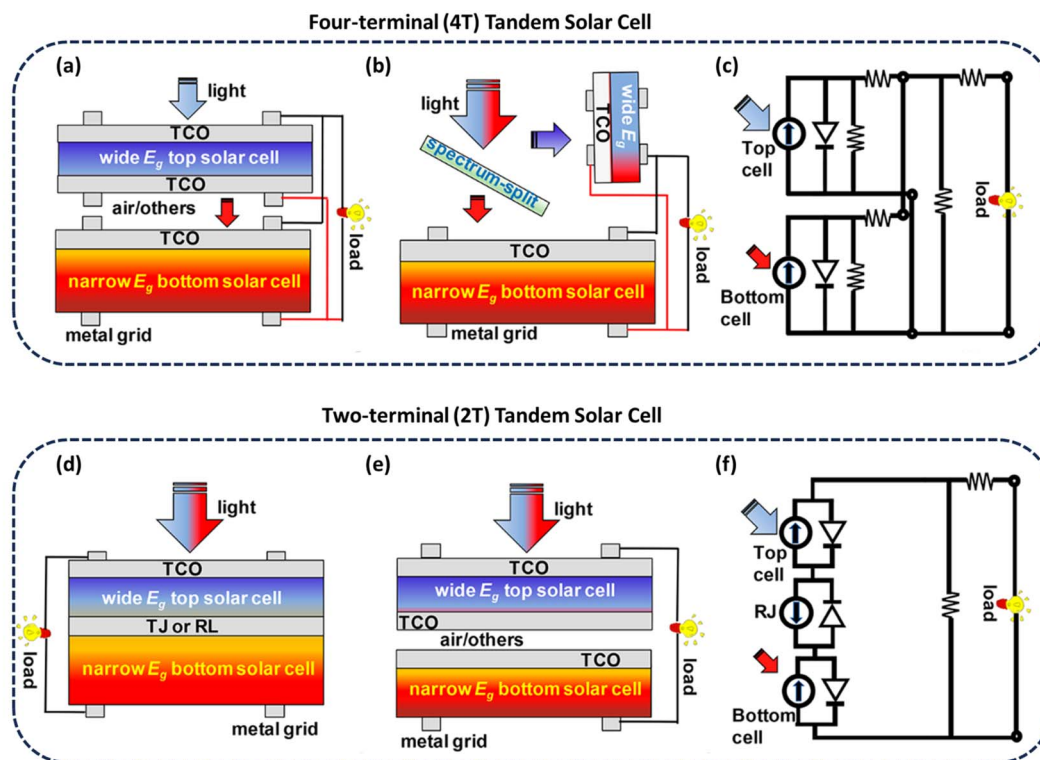 Four-terminal (4T) Tandem Solar Cell
(a)
light
TCO
wide Eg top solar cell
TCO
air/others
TCO
narrow Eg bottom solar cell
metal grid
load
(b)
light
spectrum-split
TCO
wide Eg
TCO
narrow Eg bottom solar cell
metal grid
load
(c)
Top
cell
Bottom
cell
load
Two-terminal (2T) Tandem Solar Cell
(d)
light
TCO
wide Eg top solar cell
TJ or RL
narrow Eg bottom solar cell
metal grid
load
(e)
light
TCO
wide Eg top solar cell
TCO
air/others
TCO
narrow Eg bottom solar cell
metal grid
load
(f)
Top
cell
RJ
Bottom
cell
load